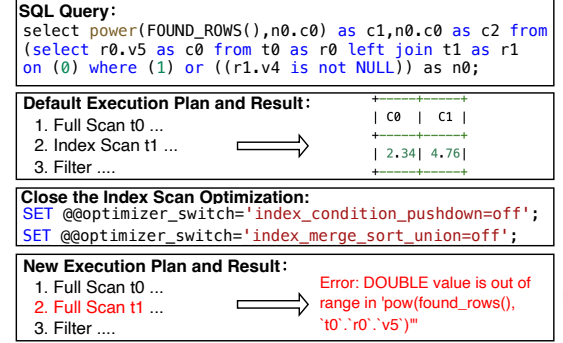 SQL Query:
select power(FOUND_ROWS(),n0.c0) as c1,n0.c0 as c2 from
(select r0.v5 as c0 from t0 as r0 left join t1 as r1
on (0) where (1) or ((r1.v4 is not NULL)) as n0;
Default Execution Plan and Result:
1. Full Scan t0 ...
2. Index Scan t1 ...
3. Filter ....
+-----+-----+
| C0 | C1 |
+-----+-----+
| 2.34| 4.76|
+-----+-----+
Close the Index Scan Optimization:
SET @@optimizer_switch='index_condition_pushdown=off';
SET @@optimizer_switch='index_merge_sort_union=off';
New Execution Plan and Result:
1. Full Scan t0 ...
2. Full Scan t1 ...
3. Filter ....
Error: DOUBLE value is out of
range in 'pow(found_rows(),
`t0`.`r0`.`v5`)'"